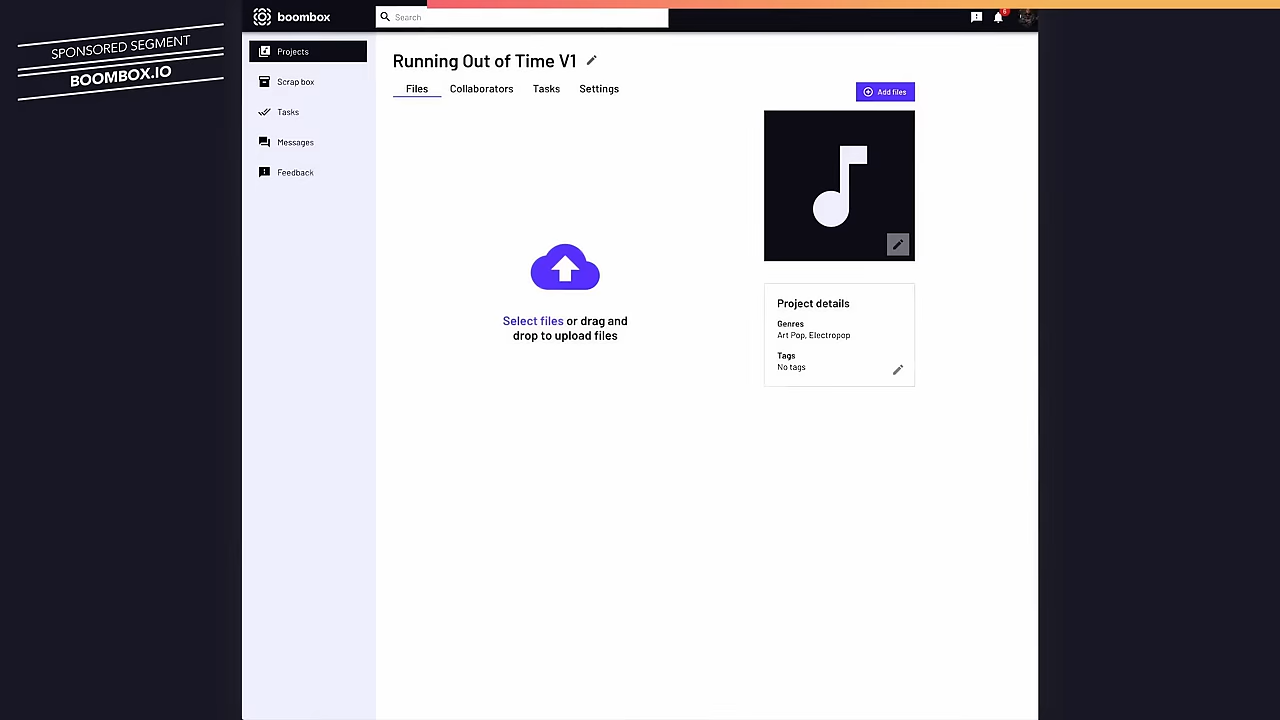 SPONSORED SEGMENT
BOOMBOX.IO
boombox
Search
6
Projects
Scrap box
Tasks
Messages
Feedback
Running Out of Time V1
Files
Collaborators
Tasks
Settings
Add files
Select files or drag and
drop to upload files
Project details
Genres
Art Pop, Electropop
Tags
No tags